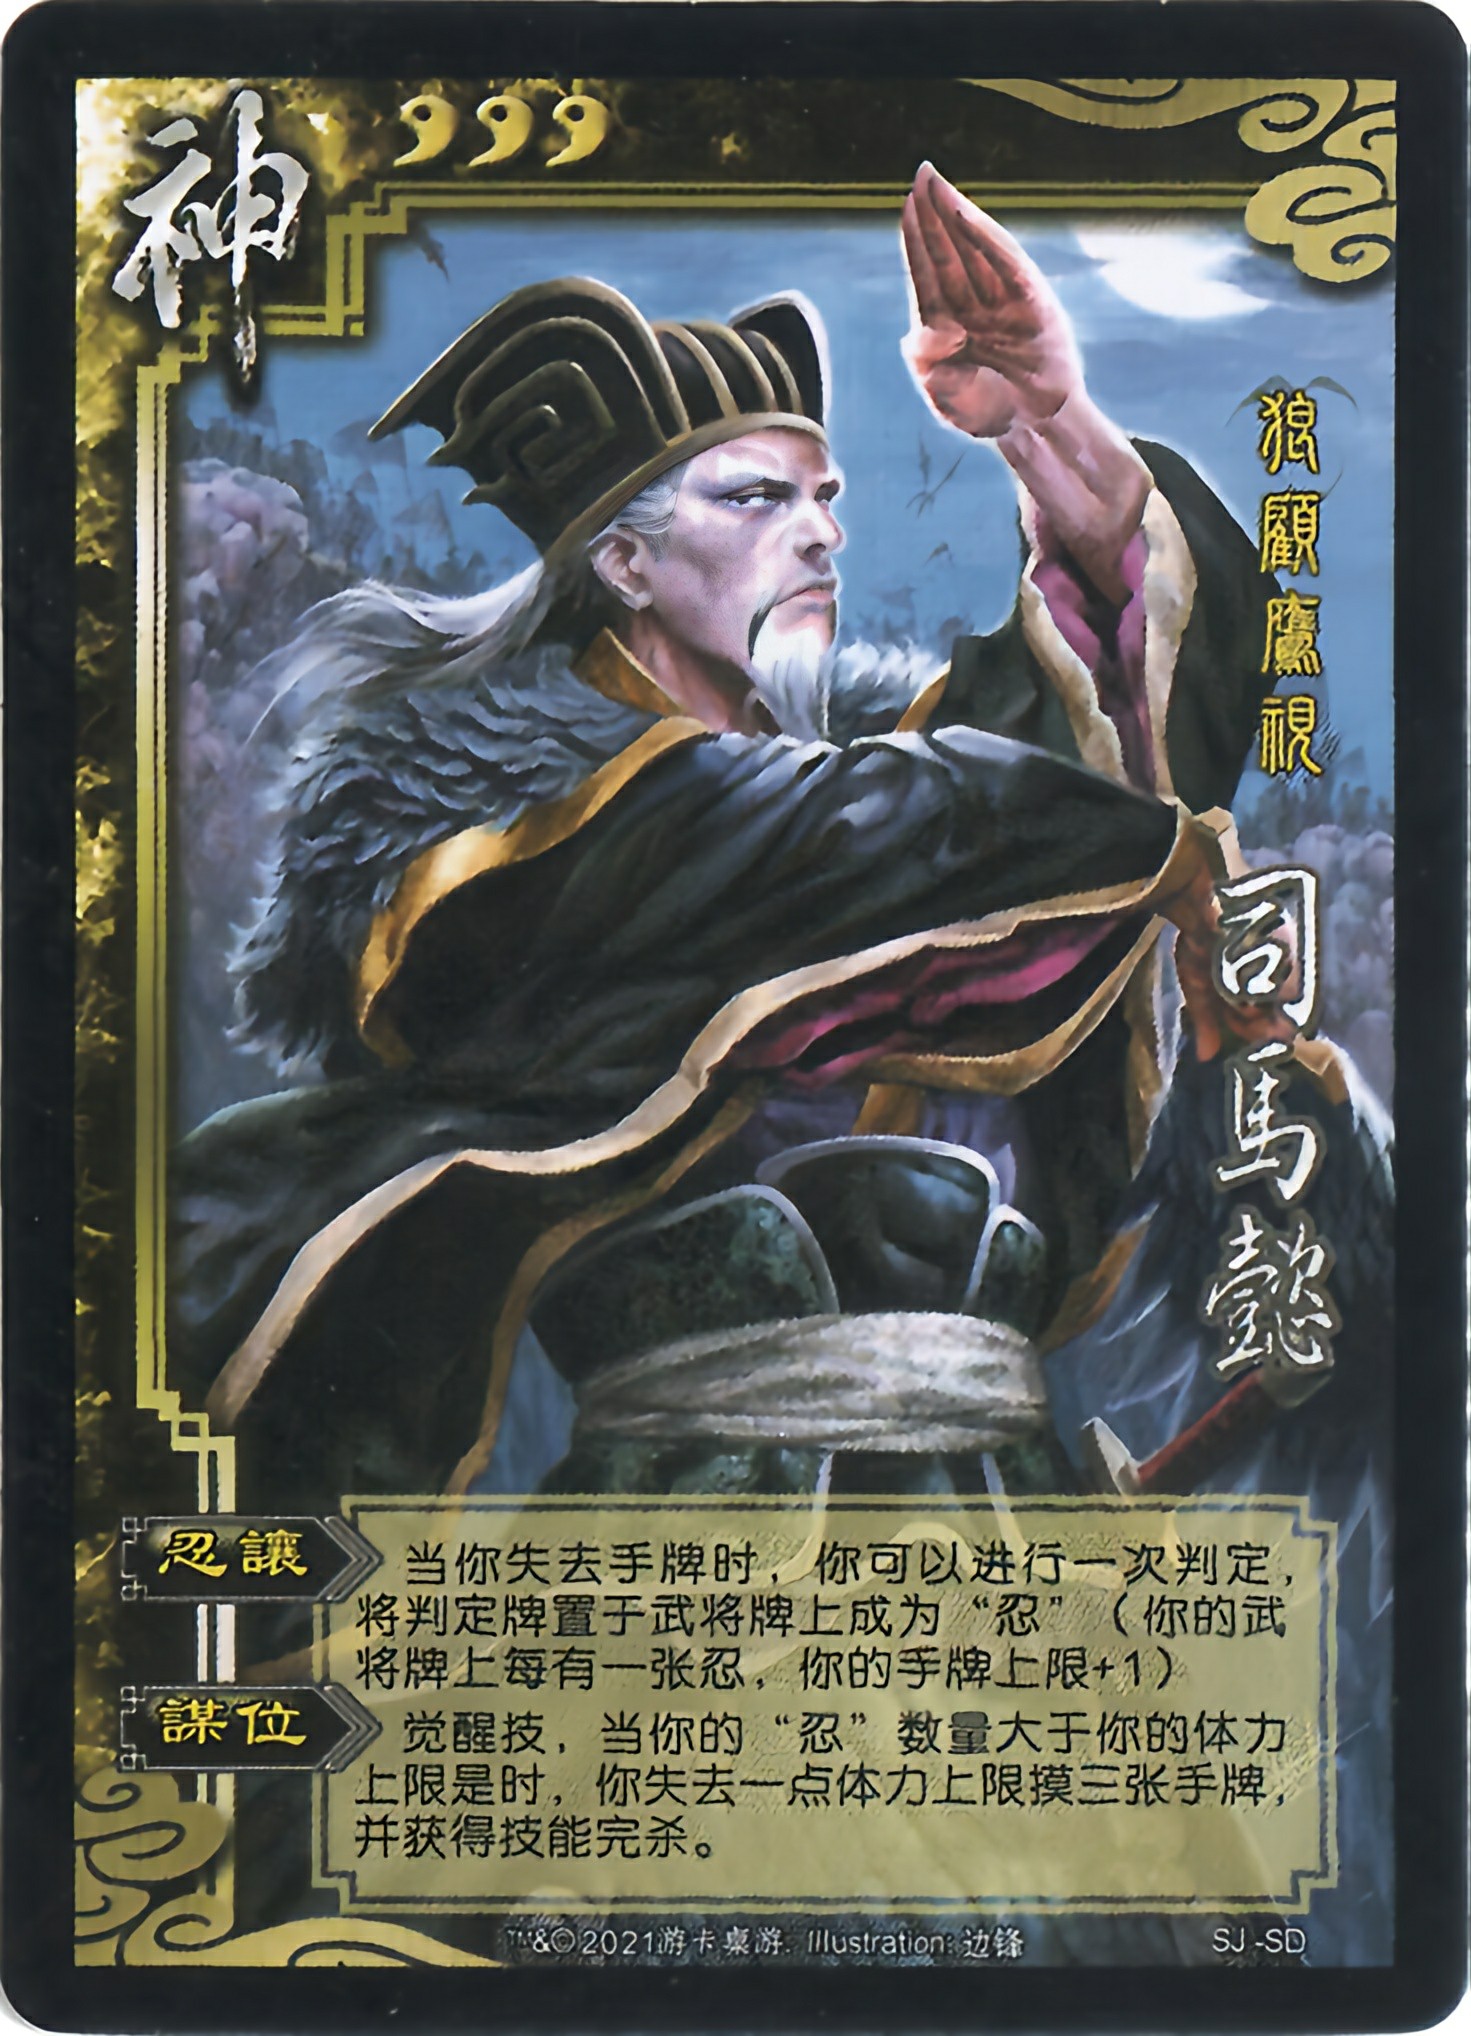 神
狼顧鷹視
司馬懿
忍讓
当你失去手牌时，你可以进行一次判定，
将判定牌置于武将牌上成为“忍”（你的武
将牌上每有一张忍，你的手牌上限+1）
謀位
觉醒技，当你的“忍”数量大于你的体力
上限是时，你失去一点体力上限摸三张手牌，
并获得技能完杀。
™&©2021游卡桌游. Illustration: 边锋
SJ -SD